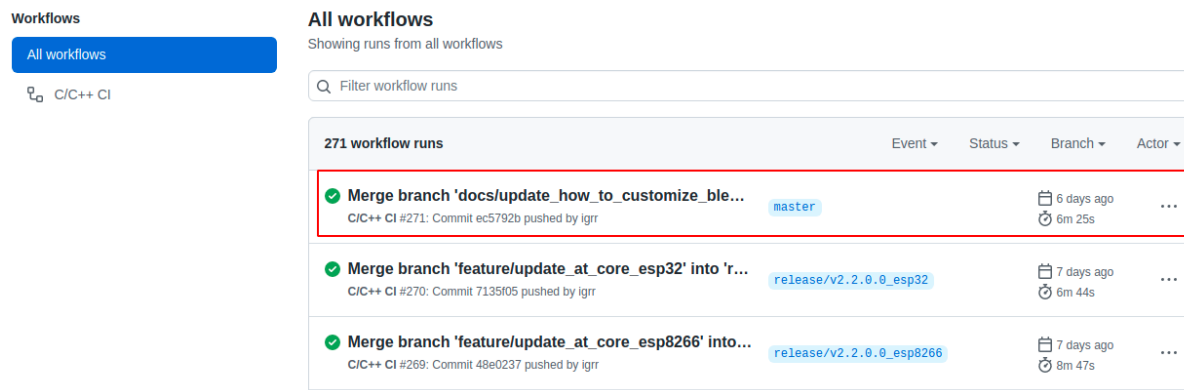 Workflows
All workflows
C/C++ CI
All workflows
Showing runs from all workflows
Filter workflow runs
271 workflow runs Event Status Branch Actor
Merge branch 'docs/update_how_to_customize_ble... master 6 days ago
C/C++ CI #271: Commit ec5792b pushed by igrr 6m 25s
Merge branch 'feature/update_at_core_esp32' into 'r... release/v2.2.0.0_esp32 7 days ago
C/C++ CI #270: Commit 7135f05 pushed by igrr 6m 44s
Merge branch 'feature/update_at_core_esp8266' into... release/v2.2.0.0_esp8266 7 days ago
C/C++ CI #269: Commit 48e0237 pushed by igrr 8m 47s